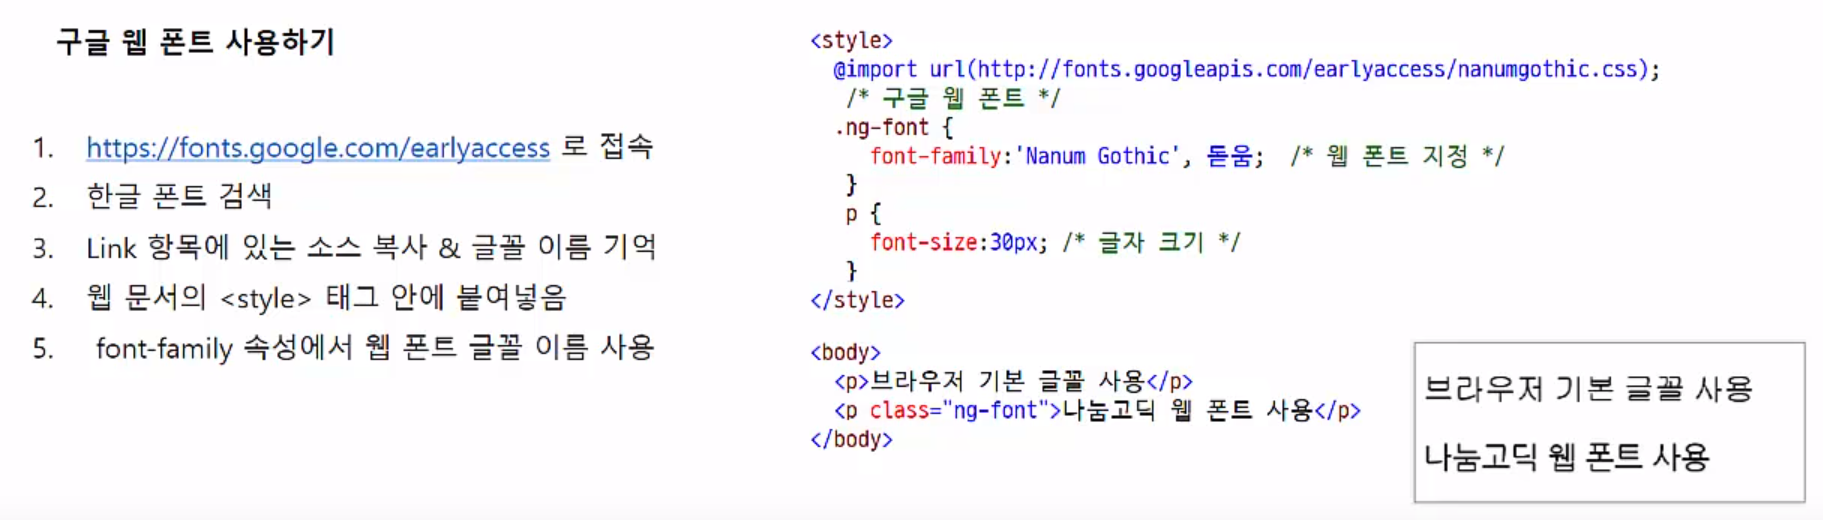 구글 웹 폰트 사용하기
1. https://fonts.google.com/earlyaccess 로 접속
2. 한글 폰트 검색
3. Link 항목에 있는 소스 복사 & 글꼴 이름 기억
4. 웹 문서의 <style> 태그 안에 붙여넣음
5. font-family 속성에서 웹 폰트 글꼴 이름 사용
<style>
@import url(http://fonts.googleapis.com/earlyaccess/nanumgothic.css);
/* 구글 웹 폰트 */
.ng-font {
font-family:'Nanum Gothic', 돋움; /* 웹 폰트 지정 */
}
p {
font-size:30px; /* 글자 크기 */
}
</style>
<body>
<p>브라우저 기본 글꼴 사용</p>
<p class="ng-font">나눔고딕 웹 폰트 사용</p>
</body>
브라우저 기본 글꼴 사용
나눔고딕 웹 폰트 사용